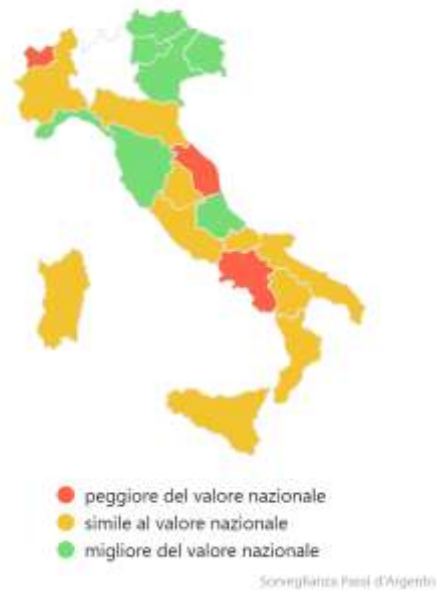 peggiore del valore nazionale
simile al valore nazionale
migliore del valore nazionale
Sorveglianza Passi d'Argento